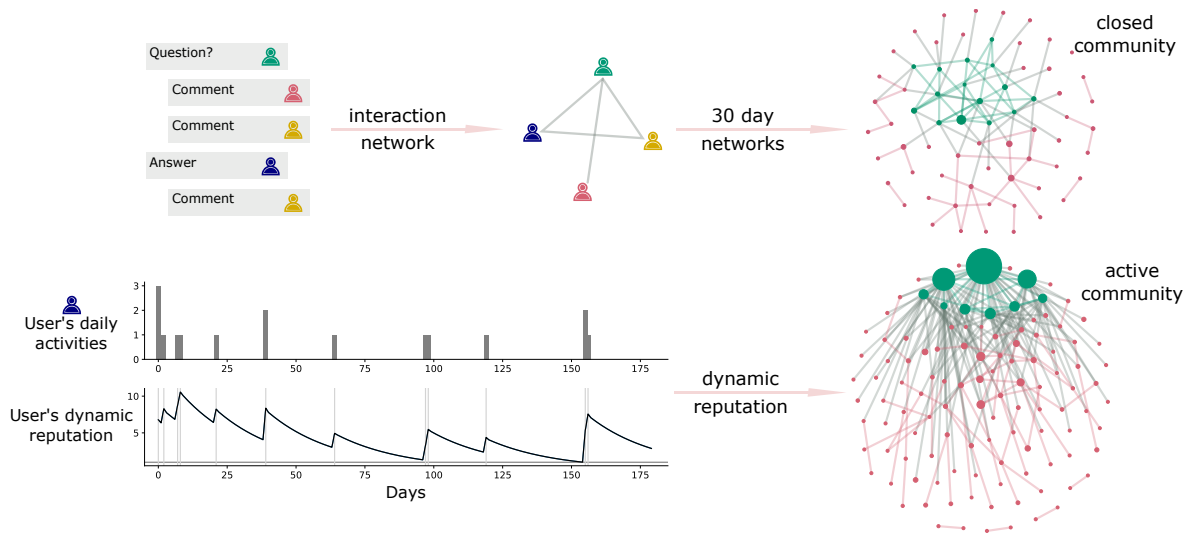 Question?
Comment
Comment
Answer
Comment
interaction
network
30 day
networks
closed
community
User's daily
activities
3
2
1
0
0 25 50 75 100 125 150 175
User's dynamic
reputation
10
5
0 25 50 75 100 125 150 175
Days
dynamic
reputation
active
community